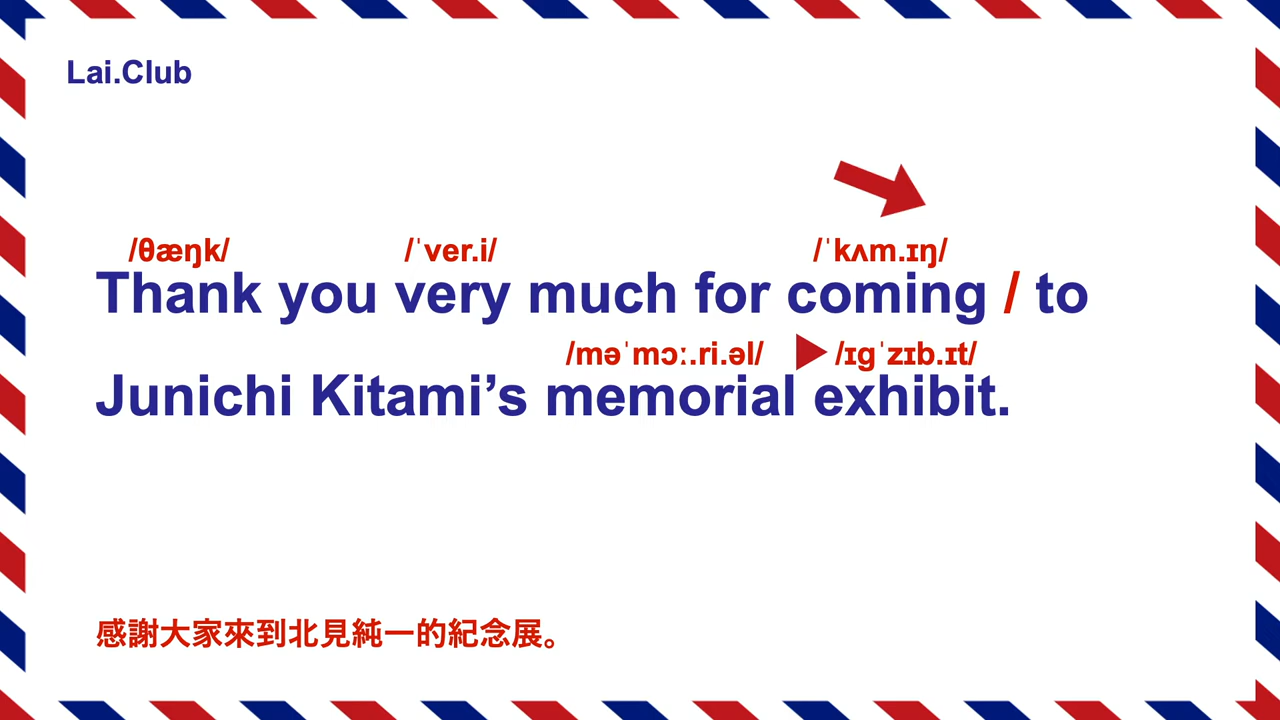 Lai.Club
/θæŋk/ /ˈver.i/ /ˈkʌm.ɪŋ/
Thank you very much for coming / to
/məˈmɔː.ri.əl/ /ɪɡˈzɪb.ɪt/
Junichi Kitami’s memorial exhibit.
感謝大家來到北見純一的紀念展。